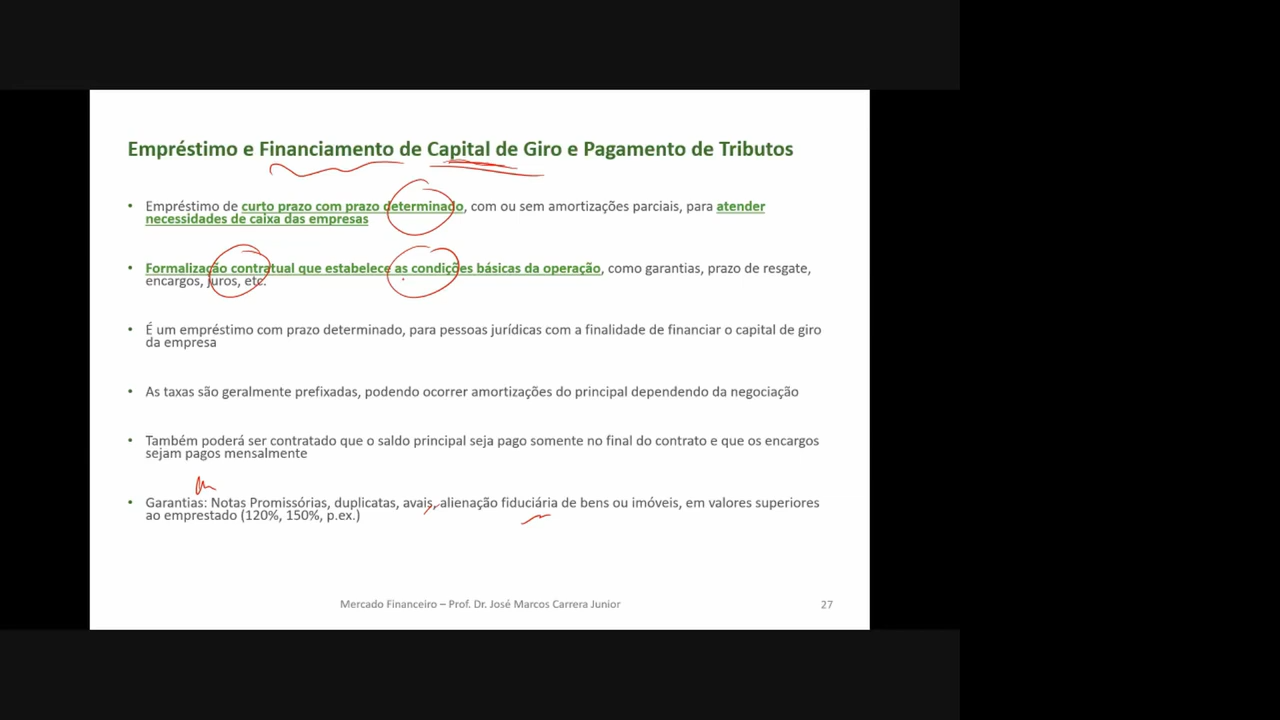 Empréstimo e Financiamento de Capital de Giro e Pagamento de Tributos
• Empréstimo de curto prazo com prazo determinado, com ou sem amortizações parciais, para atender
necessidades de caixa das empresas
• Formalização contratual que estabelece as condições básicas da operação, como garantias, prazo de resgate,
encargos, juros, etc.
• É um empréstimo com prazo determinado, para pessoas jurídicas com a finalidade de financiar o capital de giro
da empresa
• As taxas são geralmente prefixadas, podendo ocorrer amortizações do principal dependendo da negociação
• Também poderá ser contratado que o saldo principal seja pago somente no final do contrato e que os encargos
sejam pagos mensalmente
• Garantias: Notas Promissórias, duplicatas, avais, alienação fiduciária de bens ou imóveis, em valores superiores
ao emprestado (120%, 150%, p.ex.)
Mercado Financeiro – Prof. Dr. José Marcos Carrera Junior
27